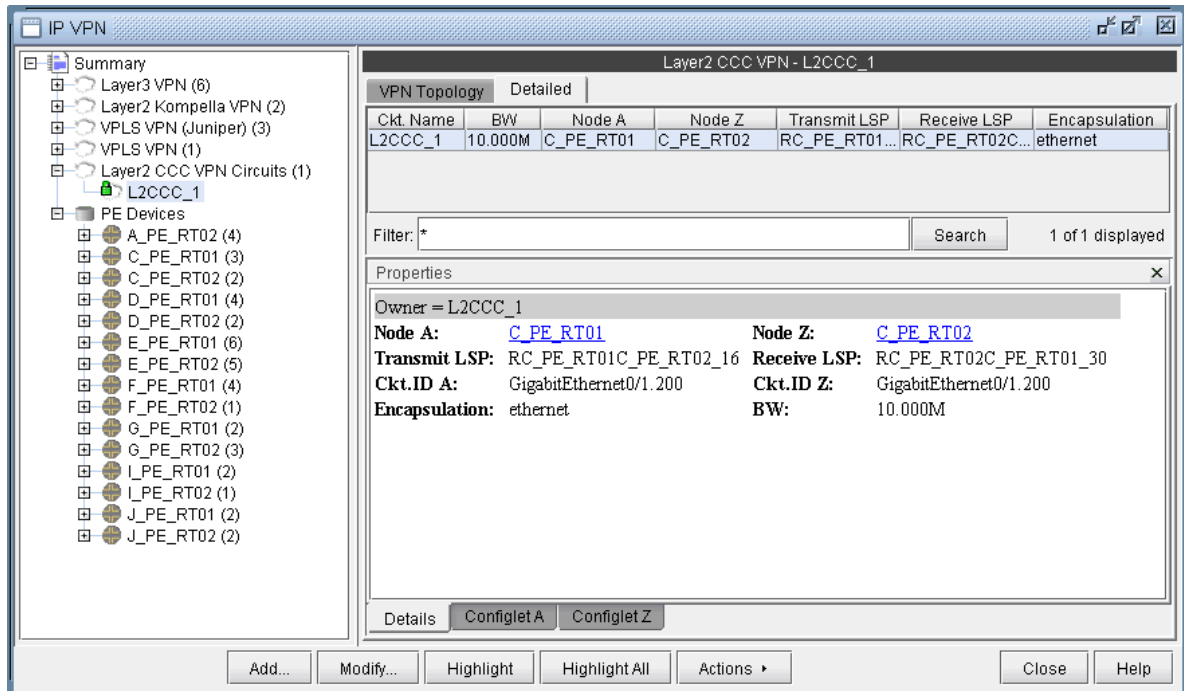 IP VPN
Summary
Layer3 VPN (6)
Layer2 Kompella VPN (2)
VPLS VPN (Juniper) (3)
VPLS VPN (1)
Layer2 CCC VPN Circuits (1)
L2CCC_1
PE Devices
A_PE_RT02 (4)
C_PE_RT01 (3)
C_PE_RT02 (2)
D_PE_RT01 (4)
D_PE_RT02 (2)
E_PE_RT01 (6)
E_PE_RT02 (5)
F_PE_RT01 (4)
F_PE_RT02 (1)
G_PE_RT01 (2)
G_PE_RT02 (3)
I_PE_RT01 (2)
I_PE_RT02 (1)
J_PE_RT01 (2)
J_PE_RT02 (2)
Layer2 CCC VPN - L2CCC_1
VPN Topology Detailed
Ckt. Name BW Node A Node Z Transmit LSP Receive LSP Encapsulation
L2CCC_1 10.000M C_PE_RT01 C_PE_RT02 RC_PE_RT01... RC_PE_RT02C... ethernet
Filter: * Search 1 of 1 displayed
Properties
Owner = L2CCC_1
Node A: C_PE_RT01 Node Z: C_PE_RT02
Transmit LSP: RC_PE_RT01C_PE_RT02_16 Receive LSP: RC_PE_RT02C_PE_RT01_30
Ckt.ID A: GigabitEthernet0/1.200 Ckt.ID Z: GigabitEthernet0/1.200
Encapsulation: ethernet BW: 10.000M
Details Configlet A Configlet Z
Add... Modify... Highlight Highlight All Actions Close Help